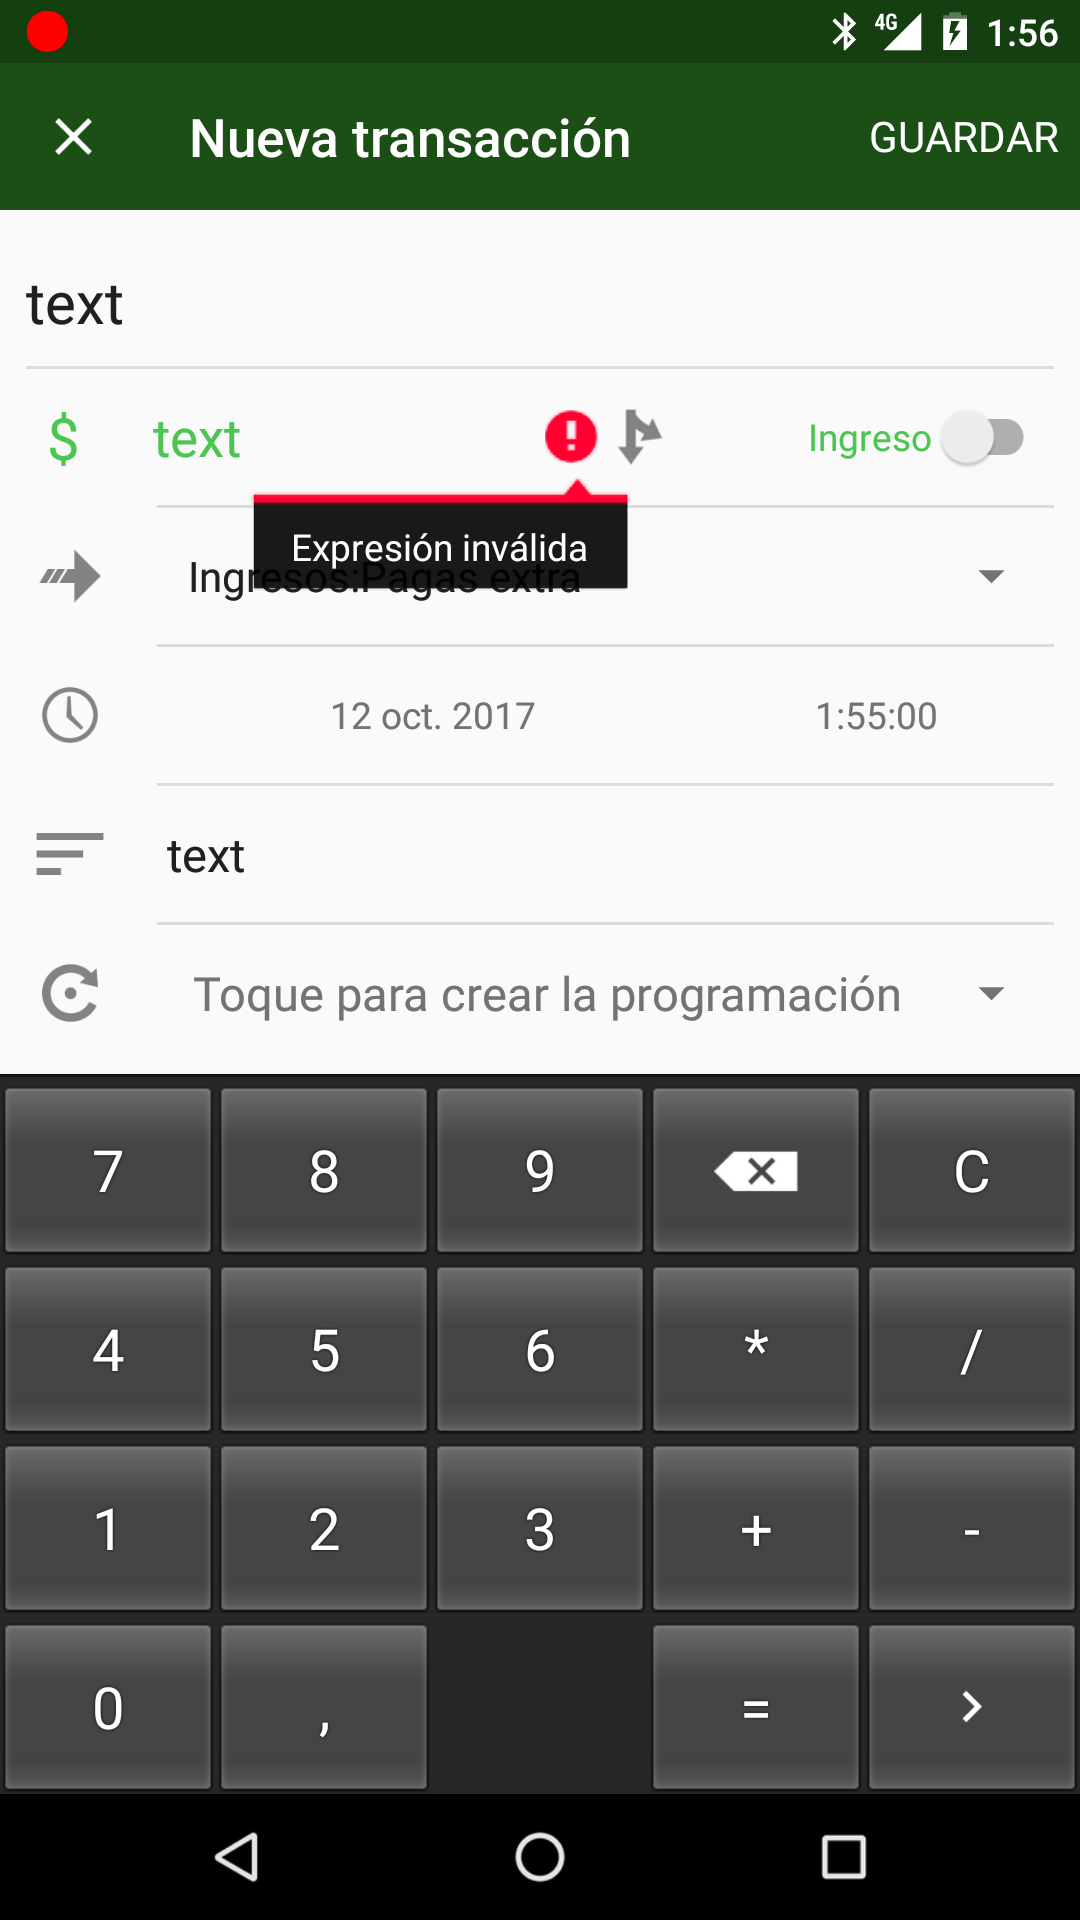 4G 1:56
Nueva transacción GUARDAR
text
$ text Ingreso
Expresión inválida
Ingresos:Pagas extra
12 oct. 2017 1:55:00
text
Toque para crear la programación
7 8 9 C
4 5 6 * /
1 2 3 + -
0 , = >